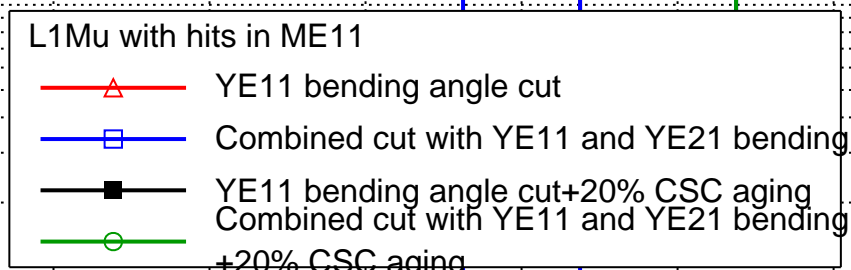 L1Mu with hits in ME11
YE11 bending angle cut
Combined cut with YE11 and YE21 bending
YE11 bending angle cut+20% CSC aging
Combined cut with YE11 and YE21 bending
+20% CSC aging